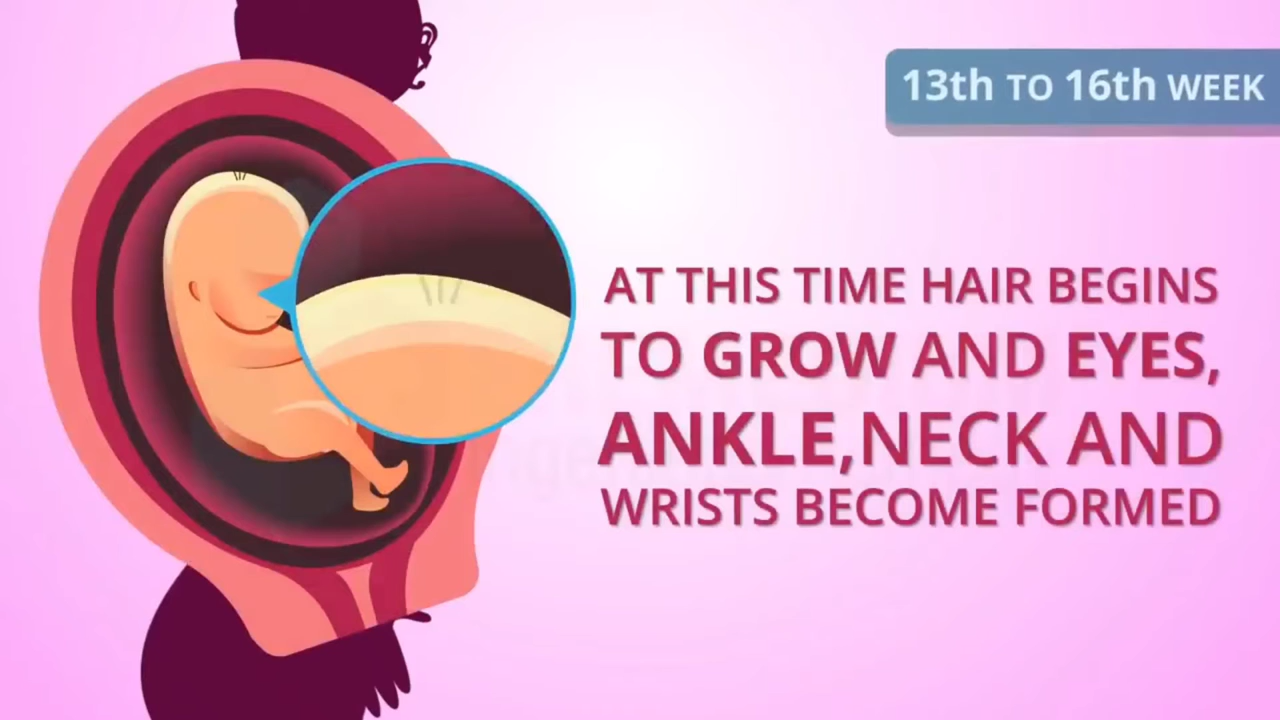 13th TO 16th WEEK
AT THIS TIME HAIR BEGINS
TO GROW AND EYES,
ANKLE,NECK AND
WRISTS BECOME FORMED